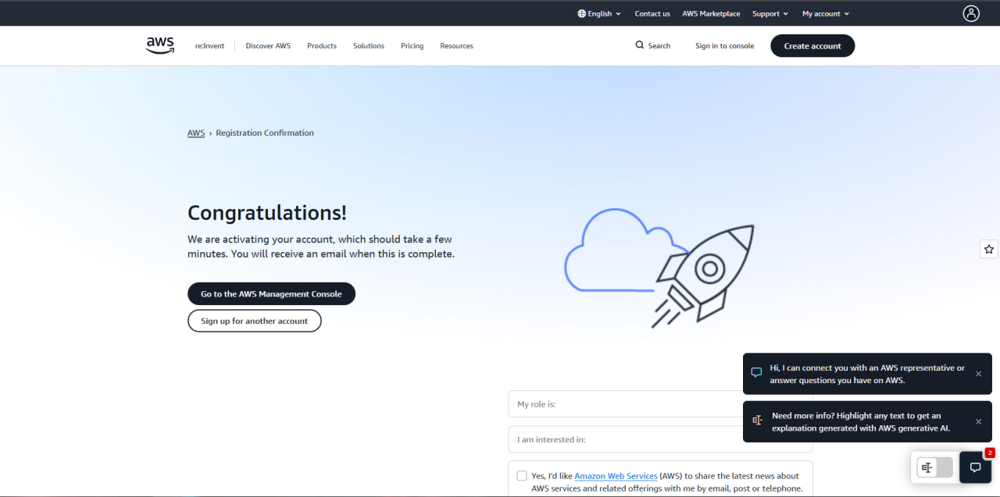 English Contact us AWS Marketplace Support My account
aws re:Invent Discover AWS Products Solutions Pricing Resources Search Sign in to console Create account
AWS › Registration Confirmation
Congratulations!
We are activating your account, which should take a few
minutes. You will receive an email when this is complete.
Go to the AWS Management Console
Sign up for another account
Hi, I can connect you with an AWS representative or
answer questions you have on AWS.
My role is:
Need more info? Highlight any text to get an
explanation generated with AWS generative AI.
I am interested in:
2
Yes, I'd like Amazon Web Services (AWS) to share the latest news about
AWS services and related offerings with me by email, post or telephone.